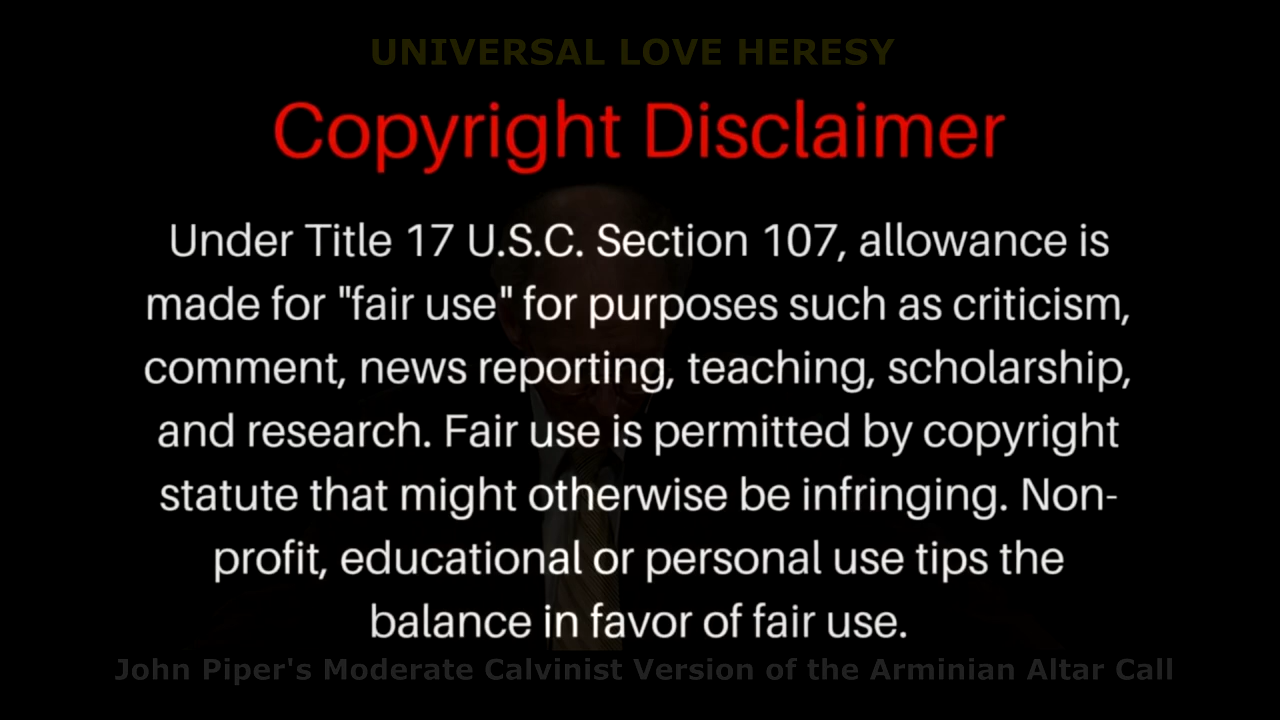 UNIVERSAL LOVE HERESY
Copyright Disclaimer
Under Title 17 U.S.C. Section 107, allowance is
made for "fair use" for purposes such as criticism,
comment, news reporting, teaching, scholarship,
and research. Fair use is permitted by copyright
statute that might otherwise be infringing. Non-
profit, educational or personal use tips the
balance in favor of fair use.
John Piper's Moderate Calvinist Version of the Arminian Altar Call